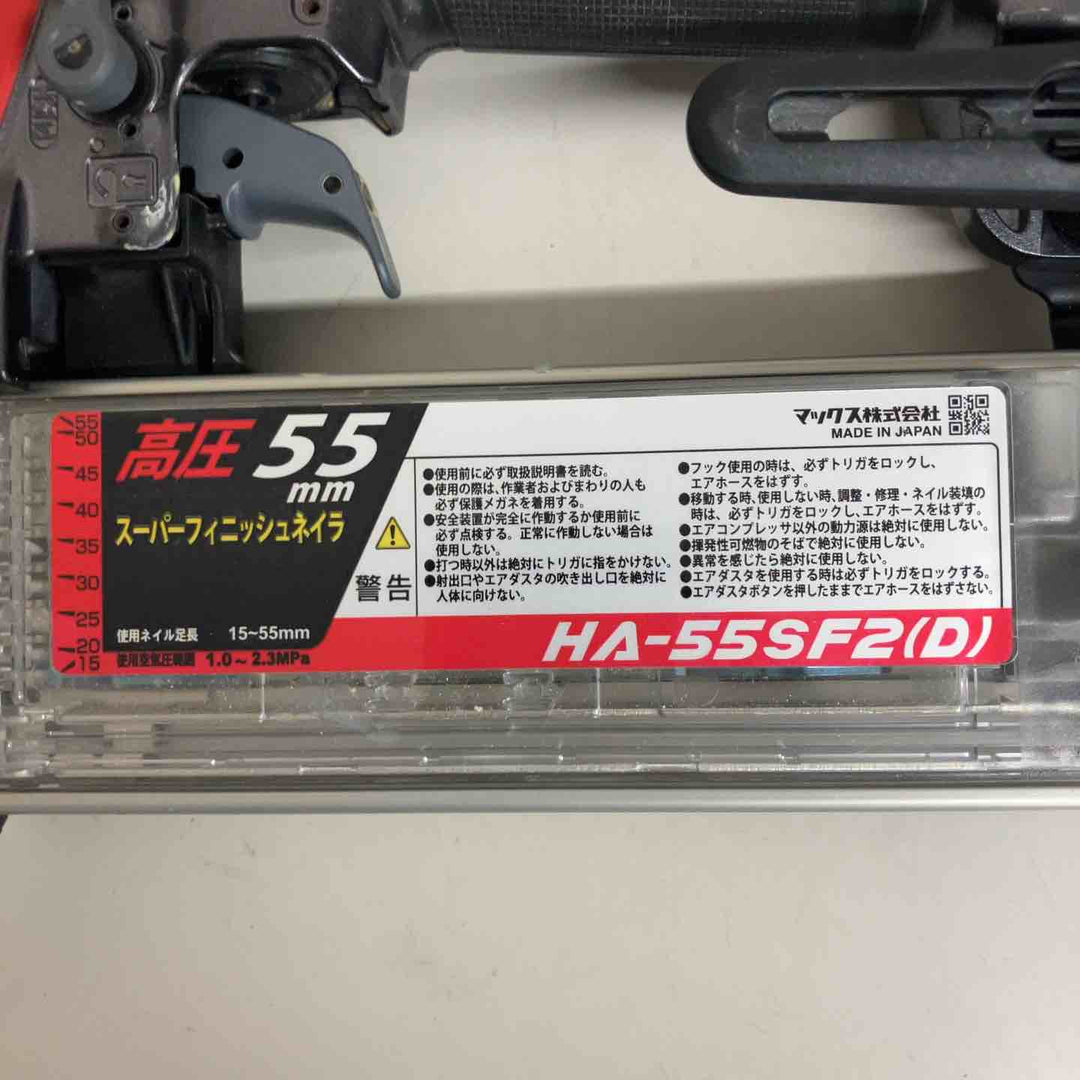 55
50
45
40
35
30
25
20
15
高圧 55
mm
スーパーフィニッシュネイラ
使用ネイル足長 15~55mm
使用空気圧範囲 1.0~2.3MPa
警告
マックス株式会社
MADE IN JAPAN
●使用前に必ず取扱説明書を読む。
●使用の際は、作業者およびまわりの人も
必ず保護メガネを着用する。
●安全装置が完全に作動するか使用前に
必ず点検する。正常に作動しない場合は
使用しない。
●打つ時以外は絶対にトリガに指をかけない。
●射出口やエアダスタの吹き出し口を絶対に
人体に向けない。
●フック使用の時は、必ずトリガをロックし、
エアホースをはずす。
●移動する時、使用しない時、調整・修理・ネイル装填の
時は、必ずトリガをロックし、エアホースをはずす。
●エアコンプレッサ以外の動力源は絶対に使用しない。
●揮発性可燃物のそばで絶対に使用しない。
●異常を感じたら絶対に使用しない。
●エアダスタを使用する時は必ずトリガをロックする。
●エアダスタボタンを押したままでエアホースをはずさない。
HA-55SF2(D)